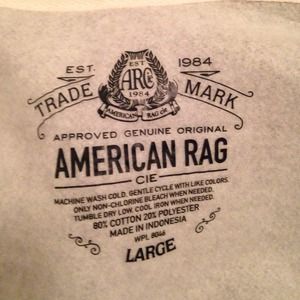 EST. 1984
EST
ARC
1984
AMERICAN RAG CIE
TRADE MARK
APPROVED GENUINE ORIGINAL
AMERICAN RAG
CIE
MACHINE WASH COLD, GENTLE CYCLE WITH LIKE COLORS.
ONLY NON-CHLORINE BLEACH WHEN NEEDED.
TUMBLE DRY LOW. COOL IRON WHEN NEEDED.
80% COTTON 20% POLYESTER
MADE IN INDONESIA
WPL 8046
LARGE